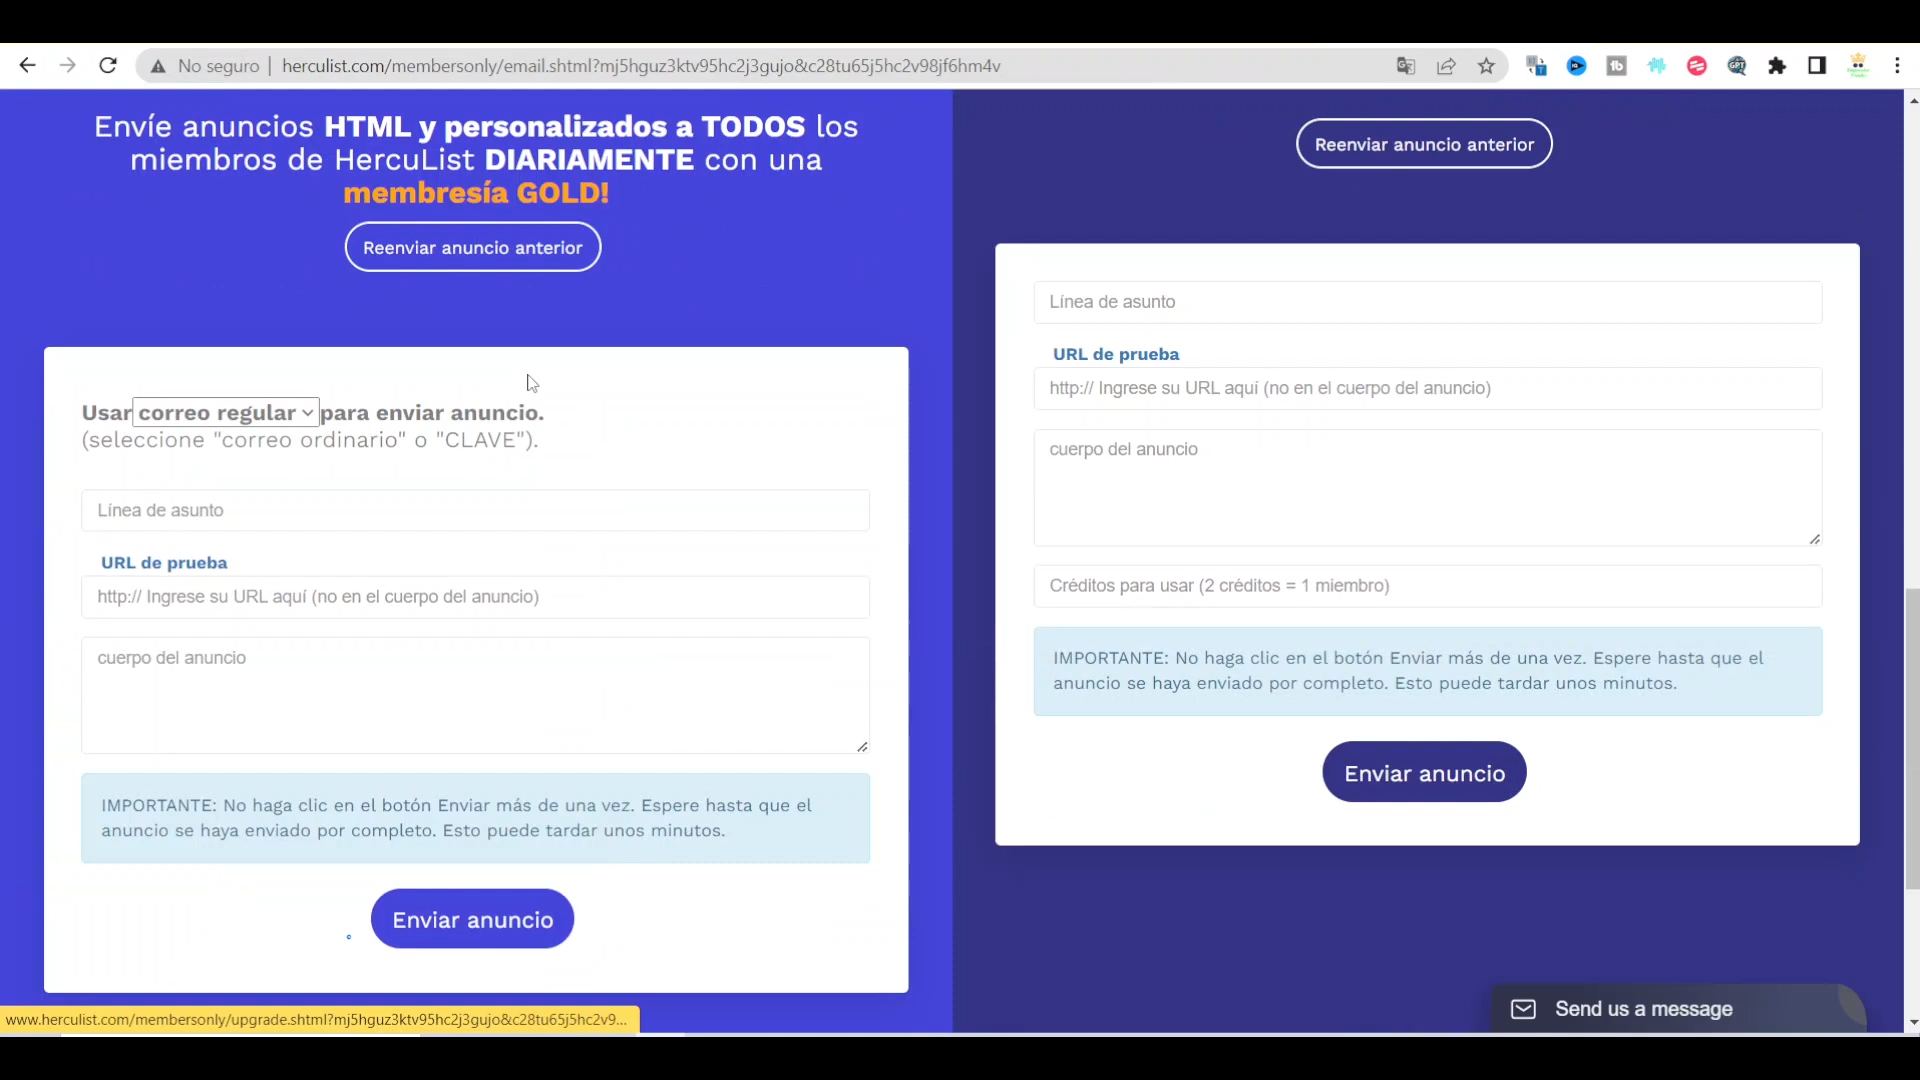 No seguro | herculist.com/membersonly/email.shtml?mj5hguz3ktv95hc2j3gujo&c28tu65j5hc2v98jf6hm4v
Envíe anuncios HTML y personalizados a TODOS los
miembros de HercuList DIARIAMENTE con una
membresía GOLD!
Reenviar anuncio anterior
Usar correo regular para enviar anuncio.
(seleccione "correo ordinario" o "CLAVE").
Línea de asunto
URL de prueba
http:// Ingrese su URL aquí (no en el cuerpo del anuncio)
cuerpo del anuncio
IMPORTANTE: No haga clic en el botón Enviar más de una vez. Espere hasta que el
anuncio se haya enviado por completo. Esto puede tardar unos minutos.
Enviar anuncio
Reenviar anuncio anterior
Línea de asunto
URL de prueba
http:// Ingrese su URL aquí (no en el cuerpo del anuncio)
cuerpo del anuncio
Créditos para usar (2 créditos = 1 miembro)
IMPORTANTE: No haga clic en el botón Enviar más de una vez. Espere hasta que el
anuncio se haya enviado por completo. Esto puede tardar unos minutos.
Enviar anuncio
Send us a message
www.herculist.com/membersonly/upgrade.shtml?mj5hguz3ktv95hc2j3gujo&c28tu65j5hc2v9...